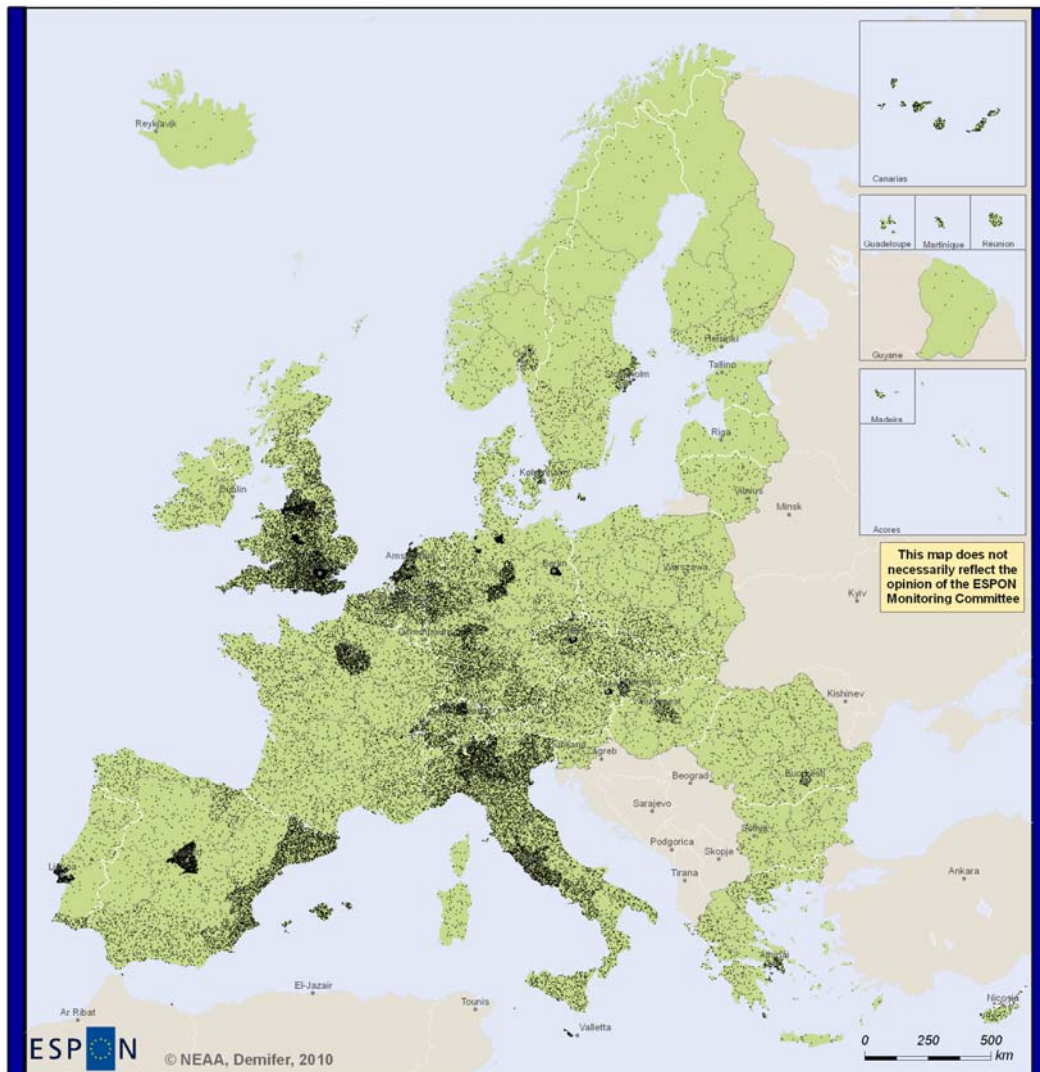 Canarias
Reykjavik
Guadeloupe
Martinique
Reunion
Guyane
Helsinki
Tallinn
Stockholm
Madeira
Riga
Dublin
Vilnius
Minsk
Acores
This map does not
necessarily reflect the
opinion of the ESPON
Monitoring Committee
Warszawa
Kyiv
Kishinev
Zagreb
Beograd
Bucuresti
Sarajevo
Sofiya
Podgorica
Skopje
Tirana
Ankara
El-Jazair
Tounis
Nicosia
Ar Ribat
Valletta
ESPON
© NEAA, Demifer, 2010
0 250 500
km